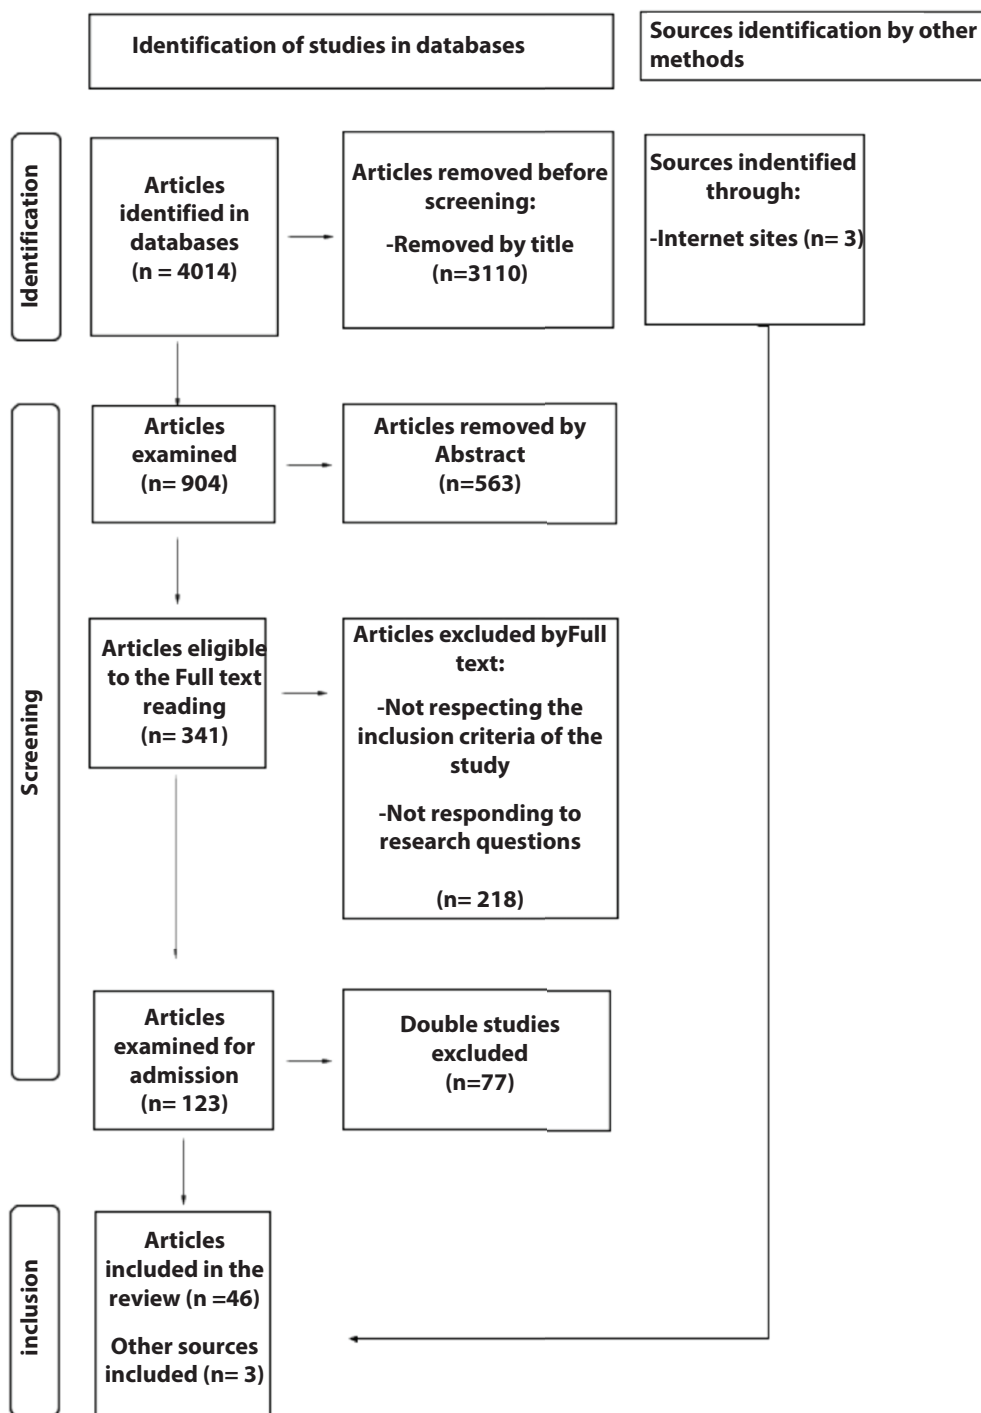 Identification of studies in databases
Sources identification by other
methods
Identification
Articles
identified in
databases
(n = 4014)
Articles removed before
screening:
-Removed by title
(n=3110)
Sources indentified
through:
-Internet sites (n= 3)
Screening
Articles
examined
(n= 904)
Articles removed by
Abstract
(n=563)
Articles eligible
to the Full text
reading
(n= 341)
Articles excluded byFull
text:
-Not respecting the
inclusion criteria of the
study
-Not responding to
research questions
(n= 218)
Articles
examined for
admission
(n= 123)
Double studies
excluded
(n=77)
inclusion
Articles
included in the
review (n =46)
Other sources
included (n= 3)